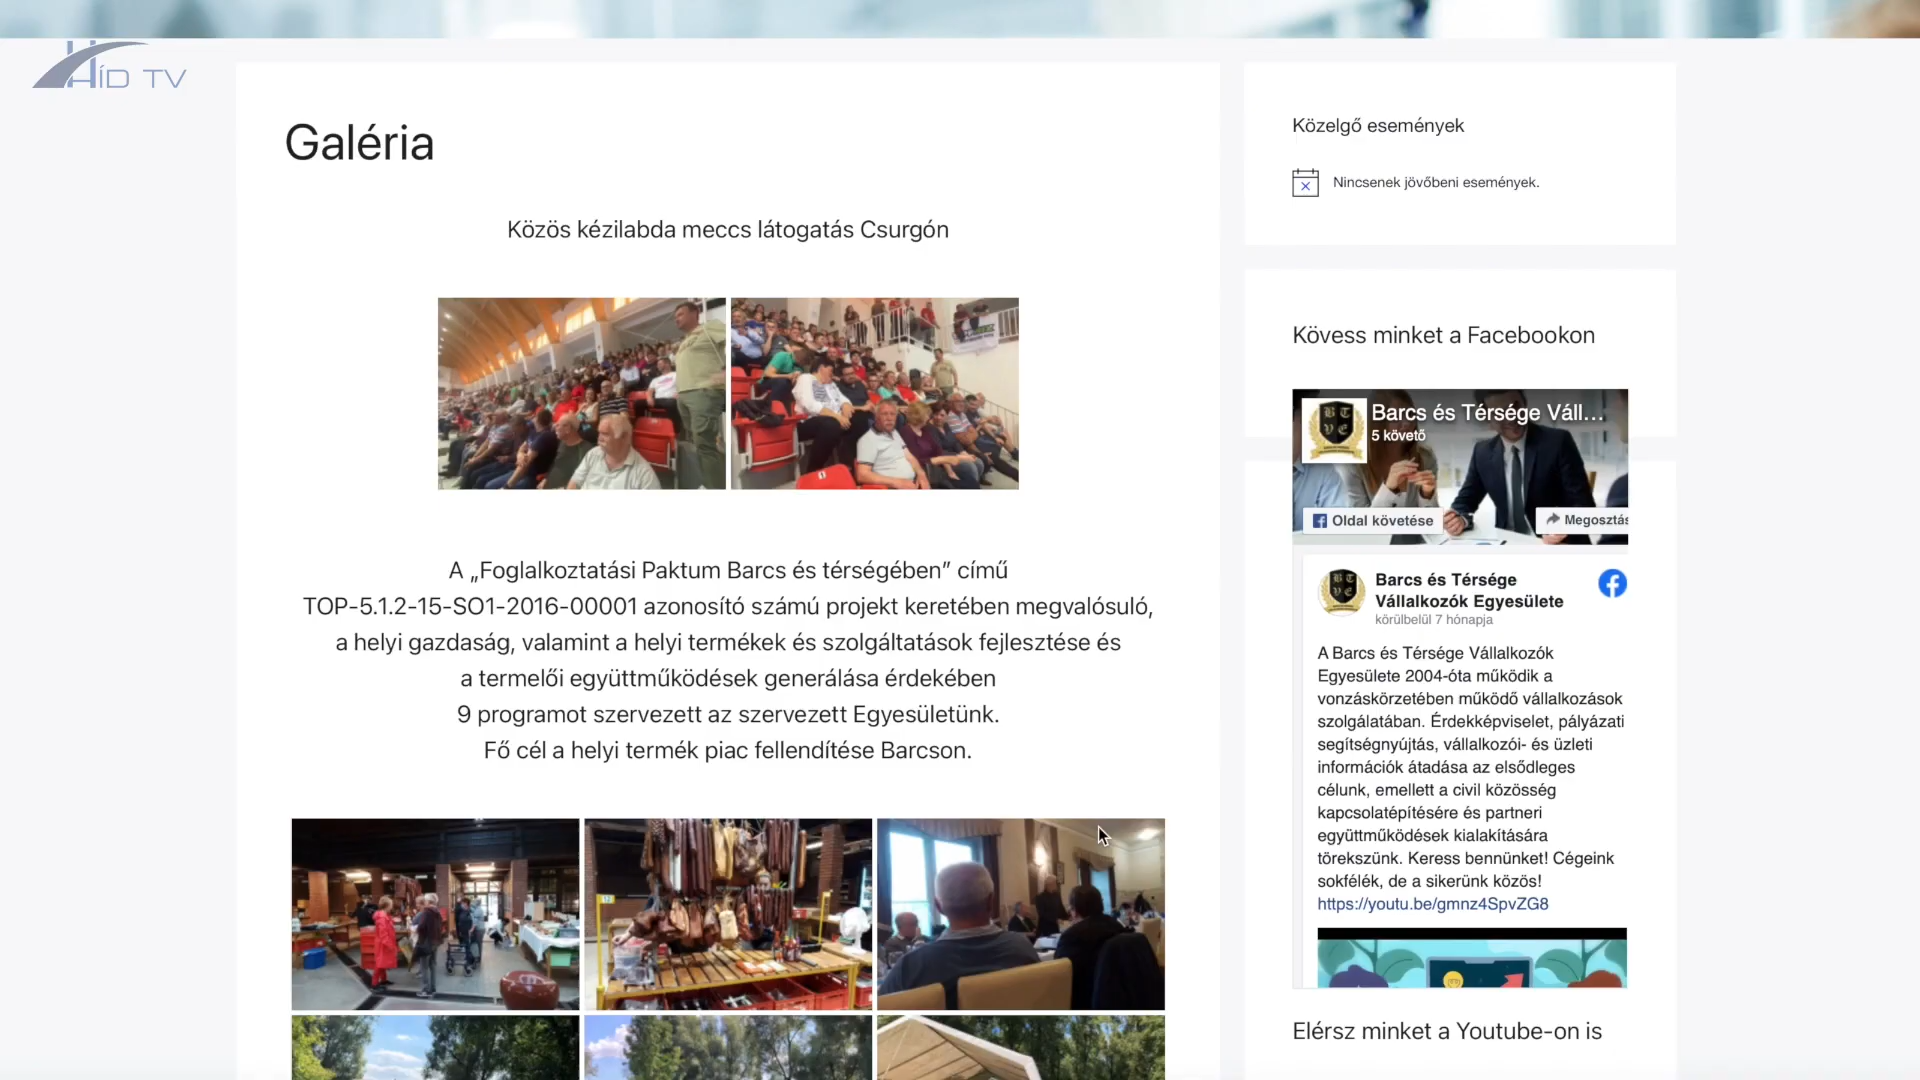 HÍD TV
Galéria
Közös kézilabda meccs látogatás Csurgón
A „Foglalkoztatási Paktum Barcs és térségében” című
TOP-5.1.2-15-SO1-2016-00001 azonosító számú projekt keretében megvalósuló,
a helyi gazdaság, valamint a helyi termékek és szolgáltatások fejlesztése és
a termelői együttműködések generálása érdekében
9 programot szervezett az szervezett Egyesületünk.
Fő cél a helyi termék piac fellendítése Barcson.
Közelgő események
Nincsenek jövőbeni események.
Kövess minket a Facebookon
Barcs és Térsége Váll...
5 követő
Oldal követése
Megosztás
Barcs és Térsége
Vállalkozók Egyesülete
körülbelül 7 hónapja
A Barcs és Térsége Vállalkozók
Egyesülete 2004-óta működik a
vonzáskörzetében működő vállalkozások
szolgálatában. Érdekképviselet, pályázati
segítségnyújtás, vállalkozói- és üzleti
információk átadása az elsődleges
célunk, emellett a civil közösség
kapcsolatépítésére és partneri
együttműködések kialakítására
törekszünk. Keress bennünket! Cégeink
sokfélék, de a sikerünk közös!
https://youtu.be/gmnz4SpvZG8
Elérsz minket a Youtube-on is